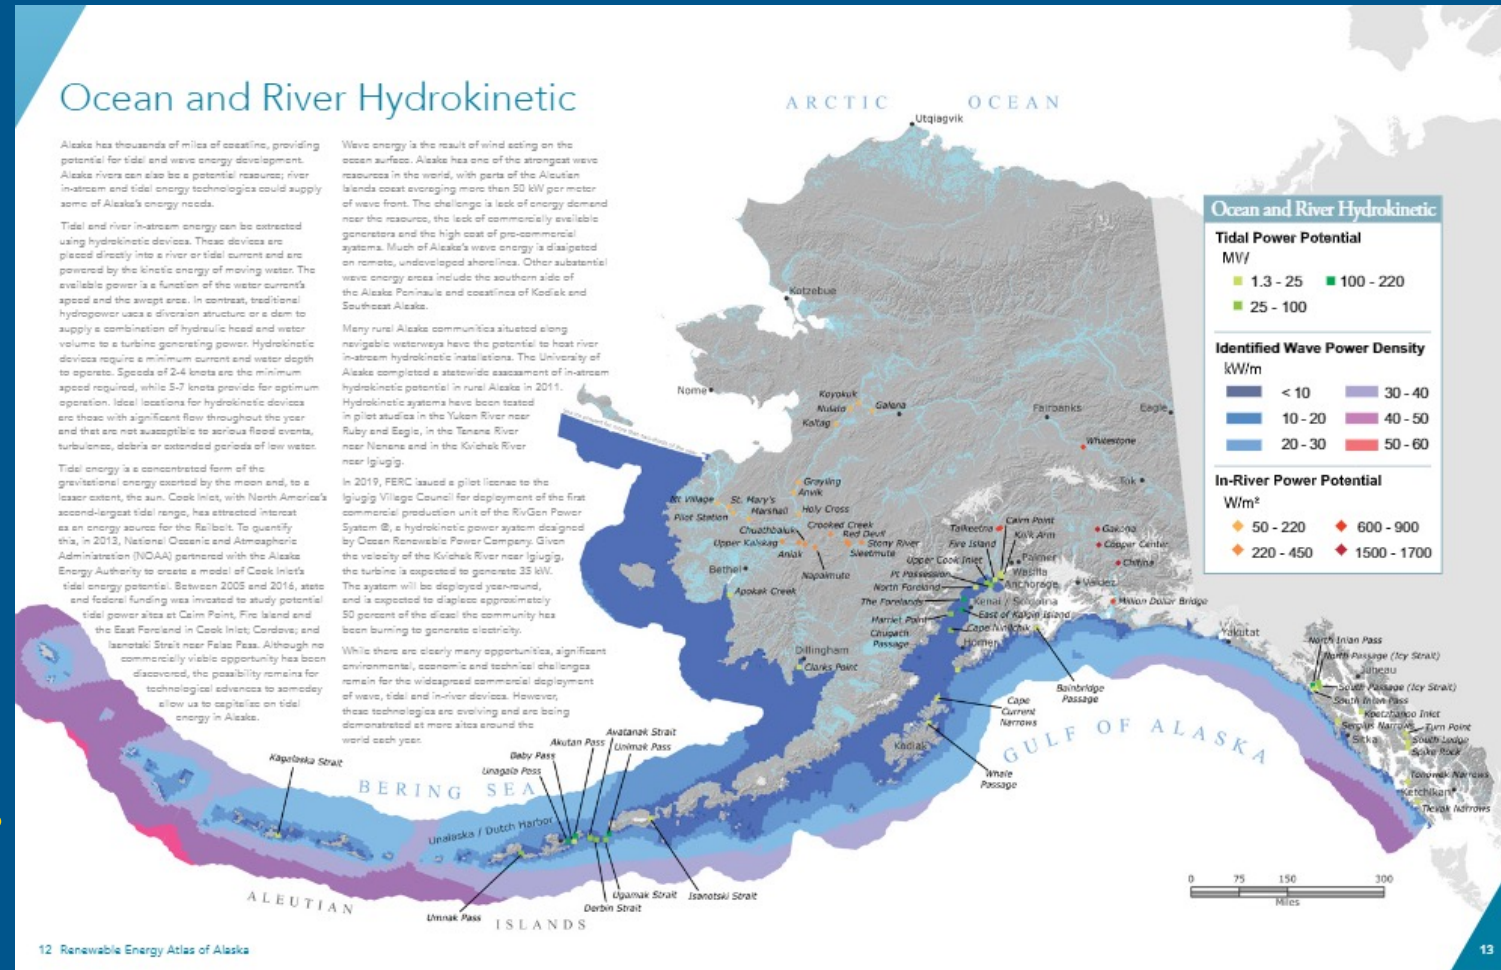 Ocean and River Hydrokinetic
Alaska has thousands of miles of coastline, providing
potential for tidal and wave energy development.
Alaska rivers can also be a potential resource; river
in-stream and tidal energy technologies could supply
some of Alaska's energy needs.
Tidal and river in-stream energy can be extracted
using hydrokinetic devices. These devices are
placed directly into a river or tidal current and are
powered by the kinetic energy of moving water. The
available power is a function of the water current's
speed and the swept area. In contrast, traditional
hydropower uses a diversion structure or a dam to
supply a combination of hydraulic head and water
volume to a turbine generating power. Hydrokinetic
devices require a minimum current and water depth
to operate. Speeds of 2-4 knots are the minimum
speed required, while 5-7 knots provide for optimum
operation. Ideal locations for hydrokinetic devices
are those with significant flow throughout the year
and that are not susceptible to serious flood events,
turbulence, debris or extended periods of low water.
Tidal energy is a concentrated form of the
gravitational energy exerted by the moon and, to a
lesser extent, the sun. Cook Inlet, with North America's
second-largest tidal range, has attracted interest
as an energy source for the Railbelt. To quantify
this, in 2013, National Oceanic and Atmospheric
Administration (NOAA) partnered with the Alaska
Energy Authority to create a model of Cook Inlet's
tidal energy potential. Between 2005 and 2016, state
and federal funding was invested to study potential
tidal power sites at Cairn Point, Fire Island and
the East Foreland in Cook Inlet; Cordova; and
Isanotski Strait near False Pass. Although no
commercially viable opportunity has been
discovered, the possibility remains for
technological advances to someday
allow us to capitalize on tidal
energy in Alaska.
Wave energy is the result of wind acting on the
ocean surface. Alaska has one of the strongest wave
resources in the world, with parts of the Aleutian
Islands coast averaging more than 50 kW per meter
of wave front. The challenge is lack of energy demand
near the resource, the lack of commercially available
generators and the high cost of pre-commercial
systems. Much of Alaska's wave energy is dissipated
on remote, undeveloped shorelines. Other substantial
wave energy areas include the southern side of
the Alaska Peninsula and coastlines of Kodiak and
Southeast Alaska.
Many rural Alaska communities situated along
navigable waterways have the potential to host river
in-stream hydrokinetic installations. The University of
Alaska completed a statewide assessment of in-stream
hydrokinetic potential in rural Alaska in 2011.
Hydrokinetic systems have been tested
in pilot studies in the Yukon River near
Ruby and Eagle, in the Tanana River
near Nenana and in the Kvichak River
near Igiugig.
In 2019, FERC issued a pilot license to the
Igiugig Village Council for deployment of the first
commercial production unit of the RivGen Power
System ®, a hydrokinetic power system designed
by Ocean Renewable Power Company. Given
the velocity of the Kvichak River near Igiugig,
the turbine is expected to generate 35 kW.
The system will be deployed year-round,
and is expected to displace approximately
50 percent of the diesel the community has
been burning to generate electricity.
While there are clearly many opportunities, significant
environmental, economic and technical challenges
remain for the widespread commercial deployment
of wave, tidal and in-river devices. However,
these technologies are evolving and are being
demonstrated at more sites around the
world each year.
ARCTIC OCEAN
Utqiagvik
Kotzebue
Nome
Koyokuk
Nulato
Galena
Kaltag
Fairbanks
Eagle
Whitestone
Tok
Grayling
Anvik
Mt Village
St. Mary's
Marshall
Holy Cross
Pilot Station
Chuathbaluk
Crooked Creek
Red Devil
Upper Kalskag
Stony River
Aniak
Sleetmute
Napaimute
Bethel
Apokak Creek
Talkeetna
Cairn Point
Fire Island
Knik Arm
Gakona
Copper Center
Upper Cook Inlet
Palmer
Wasilla
Chitina
Pt Possession
Anchorage
Valdez
North Foreland
The Forelands
Kenai / Soldotna
Million Dollar Bridge
Harriet Point
East of Kalgin Island
Chugach
Passage
Cape Ninilchik
Homer
Dillingham
Clarks Point
Bainbridge
Passage
Cape
Current
Narrows
Kodiak
Whale
Passage
GULF OF ALASKA
Yakutat
North Inian Pass
North Passage (Icy Strait)
Juneau
South Passage (Icy Strait)
South Inian Pass
Kootzahoo Inlet
Sergius Narrows
Turn Point
Sitka
South Ledge
Spike Rock
Tonowek Narrows
Ketchikan
Tlevak Narrows
Kagalaska Strait
BERING SEA
Avatanak Strait
Akutan Pass
Unimak Pass
Baby Pass
Unagala Pass
Unalaska / Dutch Harbor
Ugamak Strait
Isanotski Strait
Derbin Strait
Umnak Pass
ALEUTIAN
ISLANDS
Ocean and River Hydrokinetic
Tidal Power Potential
MW
1.3 - 25
100 - 220
25 - 100
Identified Wave Power Density
kW/m
< 10
30 - 40
10 - 20
40 - 50
20 - 30
50 - 60
In-River Power Potential
W/m²
50 - 220
600 - 900
220 - 450
1500 - 1700
0 75 150 300
Miles
12 Renewable Energy Atlas of Alaska
13